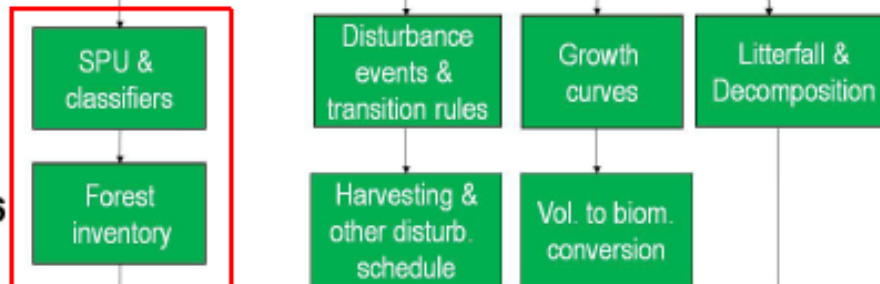 SPU &
classifiers
Disturbance
events &
transition rules
Growth
curves
Litterfall &
Decomposition
Forest
inventory
Harvesting &
other disturb.
schedule
Vol. to biom.
conversion